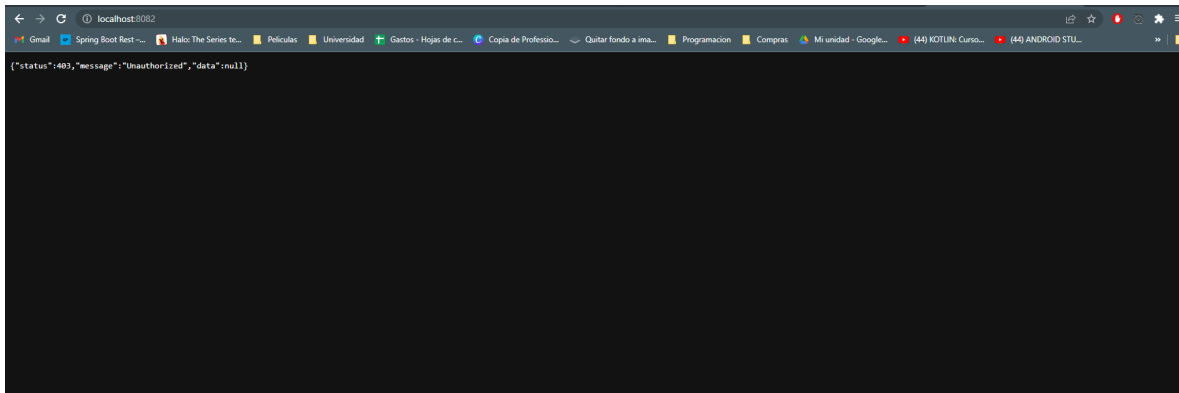 localhost:8082
Gmail Spring Boot Rest –... Halo: The Series te... Peliculas Universidad Gastos - Hojas de c... Copia de Professio... Quitar fondo a ima... Programacion Compras Mi unidad - Google... (44) KOTLIN: Curso... (44) ANDROID STU... »
{"status":403,"message":"Unauthorized","data":null}